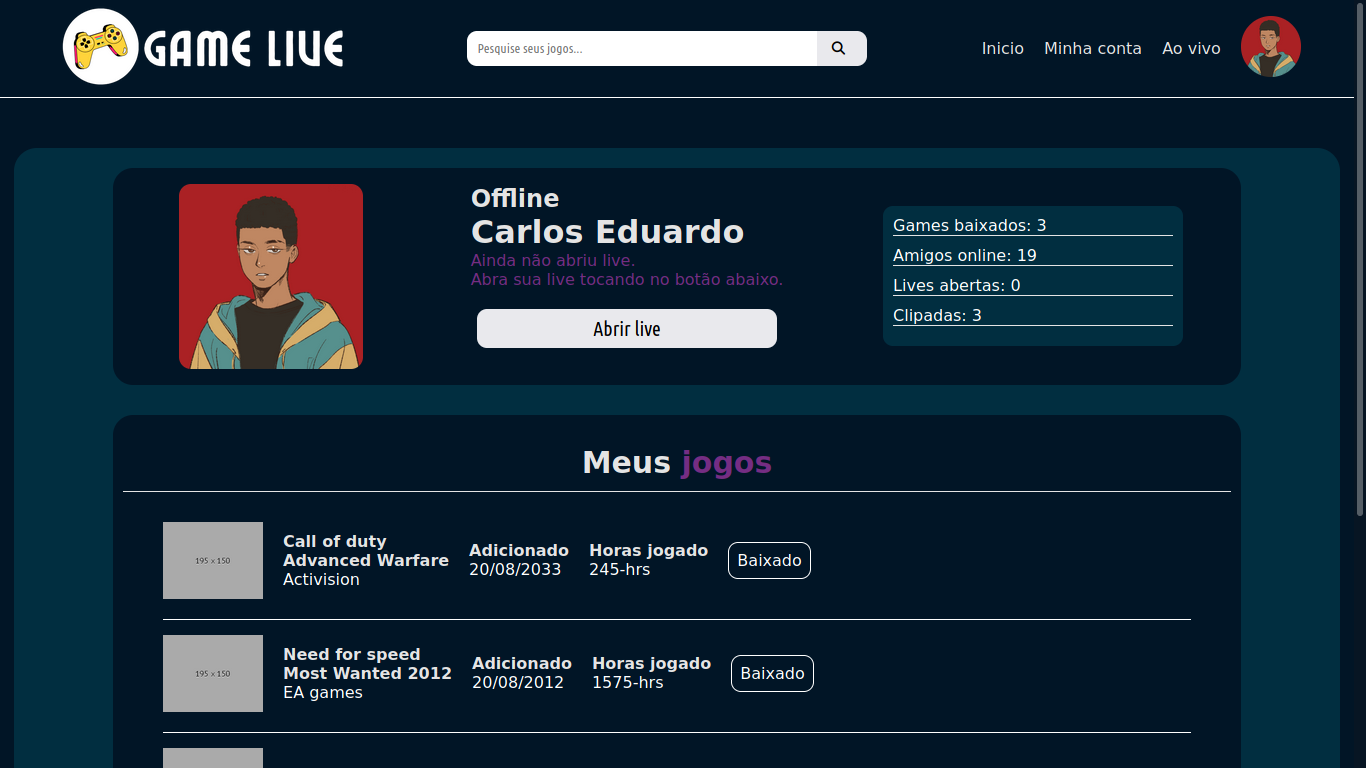 GAME LIVE
Pesquise seus jogos...
Inicio
Minha conta
Ao vivo
Offline
Carlos Eduardo
Ainda não abriu live.
Abra sua live tocando no botão abaixo.
Abrir live
Games baixados: 3
Amigos online: 19
Lives abertas: 0
Clipadas: 3
Meus jogos
195 x 150
Call of duty
Advanced Warfare
Activision
Adicionado
20/08/2033
Horas jogado
245-hrs
Baixado
195 x 150
Need for speed
Most Wanted 2012
EA games
Adicionado
20/08/2012
Horas jogado
1575-hrs
Baixado